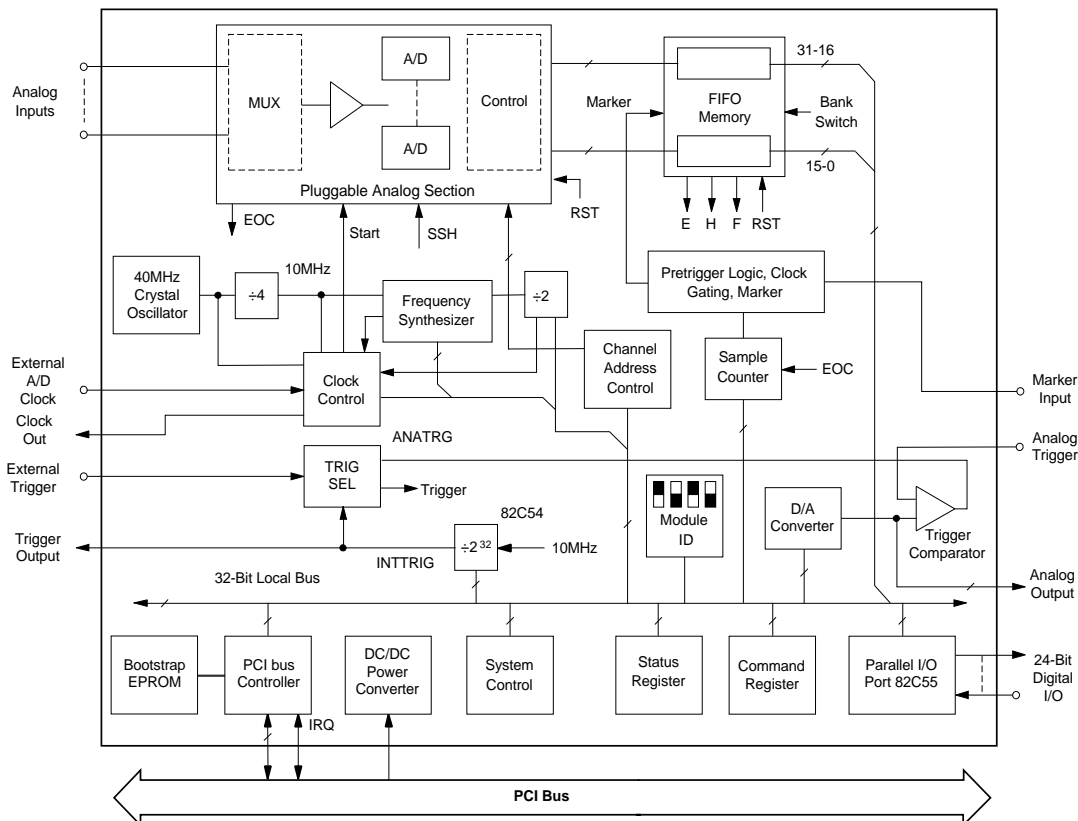 31-16
A/D
Analog
Inputs
MUX
Control
Marker
FIFO
Memory
Bank
Switch
A/D
15-0
Pluggable Analog Section
RST
EOC
Start
SSH
E
H
F
RST
40MHz
Crystal
Oscillator
÷4
10MHz
Frequency
Synthesizer
÷2
Pretrigger Logic, Clock
Gating, Marker
Channel
Address
Control
Sample
Counter
EOC
External
A/D
Clock
Clock
Control
Clock
Out
Marker
Input
ANATRG
Analog
Trigger
External
Trigger
TRIG
SEL
Trigger
Module
ID
D/A
Converter
Trigger
Comparator
82C54
Trigger
Output
INTTRIG
÷2³²
10MHz
Analog
Output
32-Bit Local Bus
Bootstrap
EPROM
PCI bus
Controller
DC/DC
Power
Converter
System
Control
Status
Register
Command
Register
Parallel I/O
Port 82C55
24-Bit
Digital
I/O
IRQ
PCI Bus